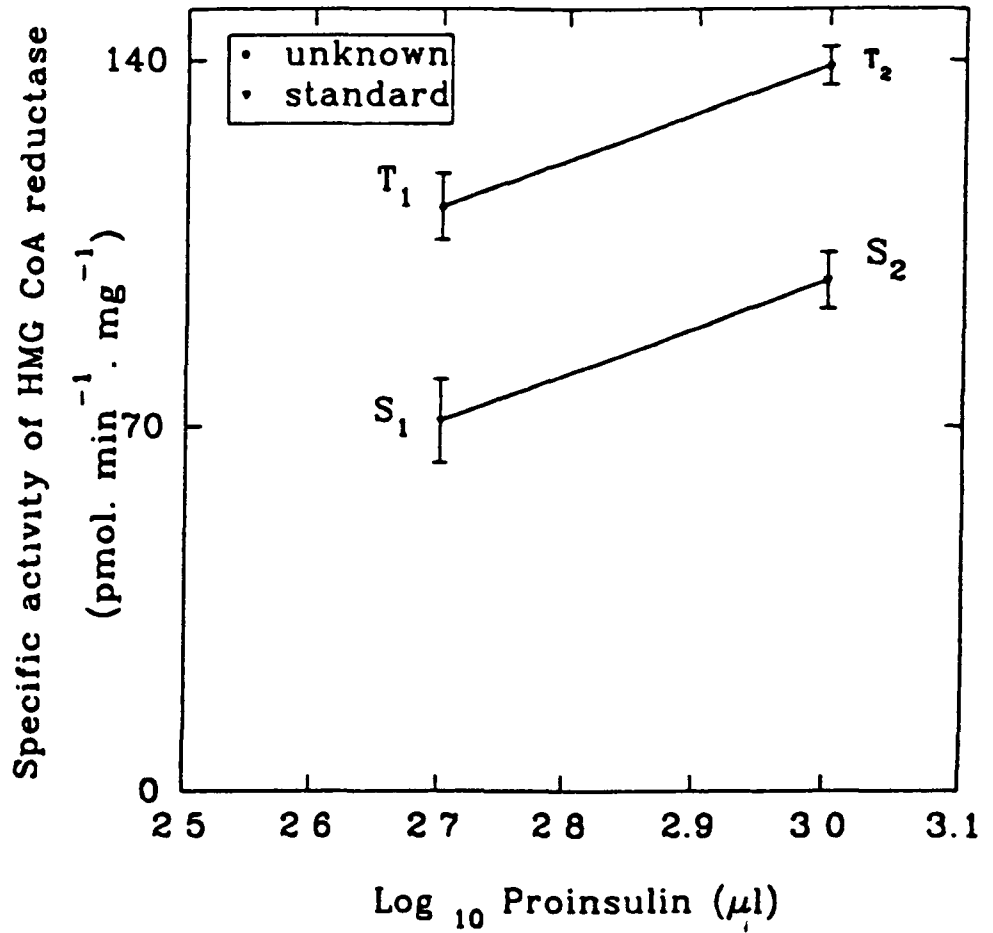 Specific activity of HMG CoA reductase
(pmol. min⁻¹. mg⁻¹)
140
70
0
unknown
standard
T₁
T₂
S₁
S₂
2 5 2 6 2 7 2 8 2.9 3 0 3.1
Log ₁₀ Proinsulin (μl)